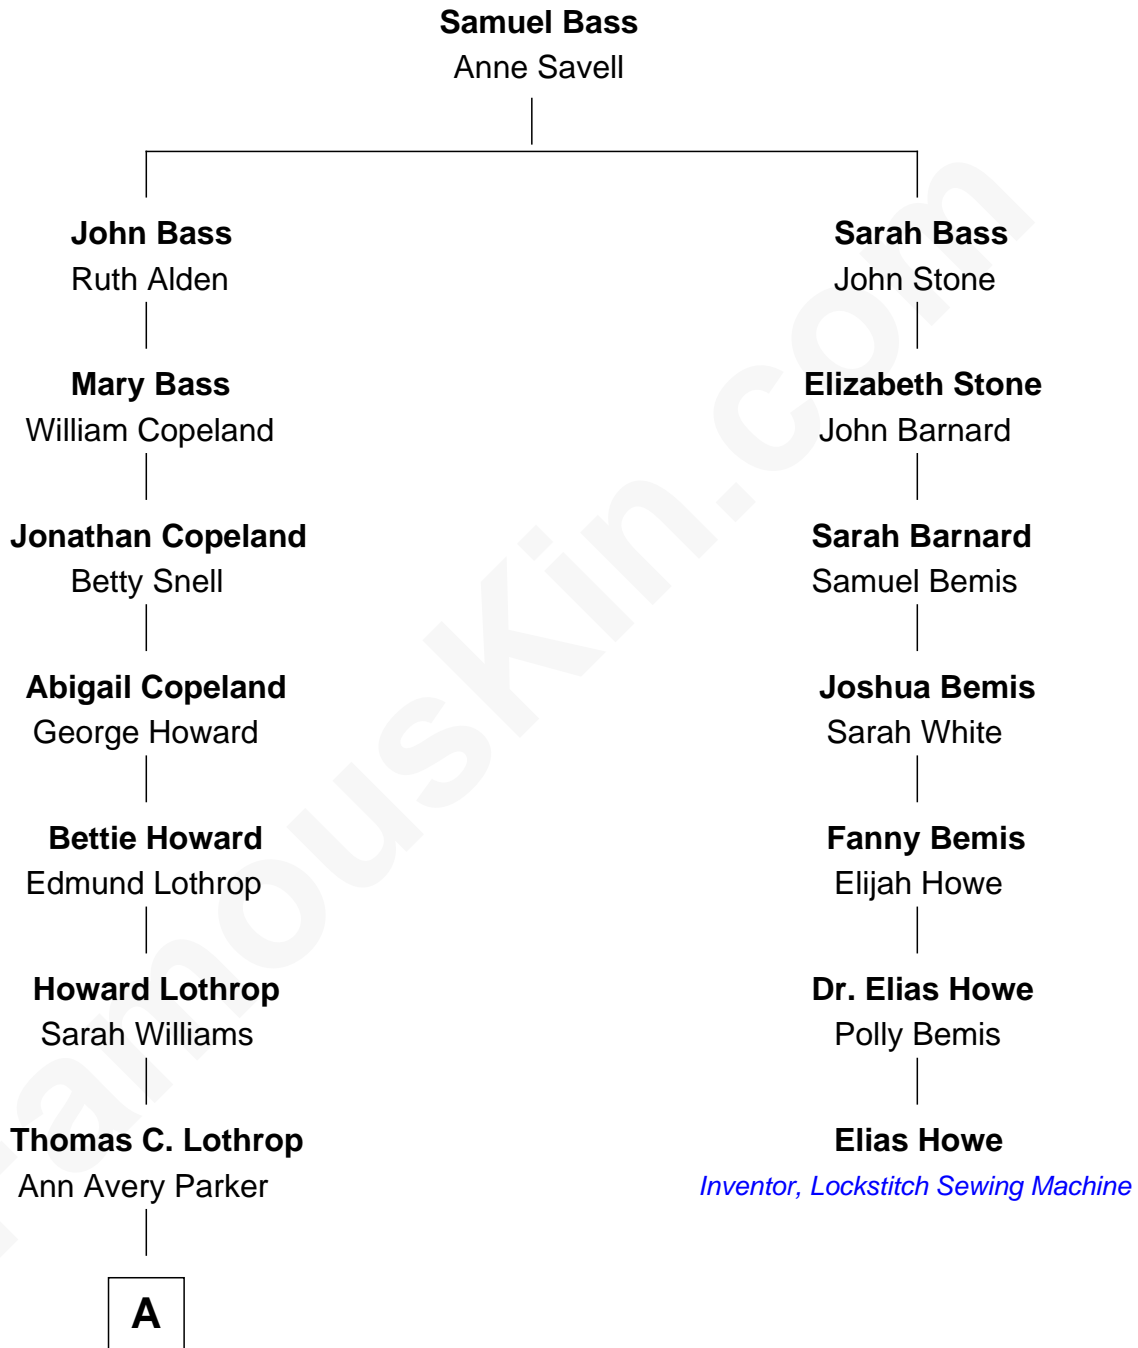 Samuel Bass
Anne Savell
John Bass
Ruth Alden
Sarah Bass
John Stone
Mary Bass
William Copeland
Elizabeth Stone
John Barnard
Jonathan Copeland
Betty Snell
Sarah Barnard
Samuel Bemis
Abigail Copeland
George Howard
Joshua Bemis
Sarah White
Bettie Howard
Edmund Lothrop
Fanny Bemis
Elijah Howe
Howard Lothrop
Sarah Williams
Dr. Elias Howe
Polly Bemis
Thomas C. Lothrop
Ann Avery Parker
Elias Howe
Inventor, Lockstitch Sewing Machine
A
FamousKin.com